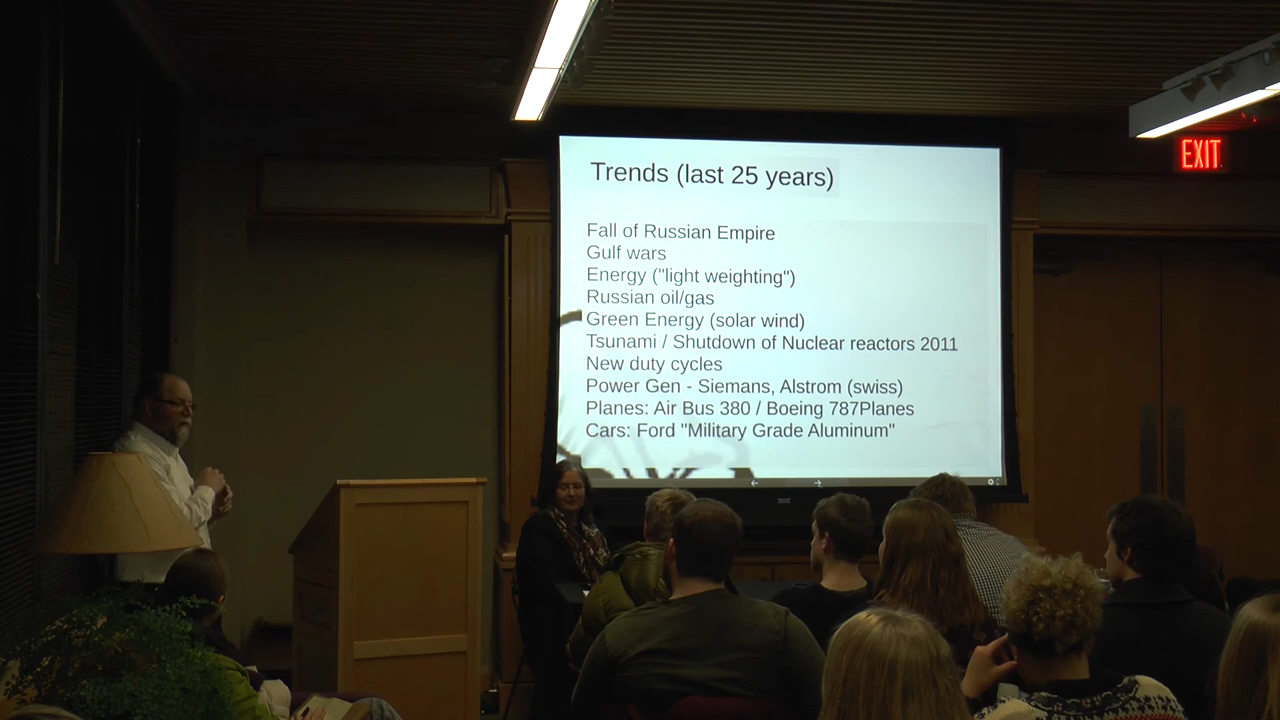 Trends (last 25 years)
EXIT
Fall of Russian Empire
Gulf wars
Energy ("light weighting")
Russian oil/gas
Green Energy (solar wind)
Tsunami / Shutdown of Nuclear reactors 2011
New duty cycles
Power Gen - Siemans, Alstrom (swiss)
Planes: Air Bus 380 / Boeing 787Planes
Cars: Ford "Military Grade Aluminum"